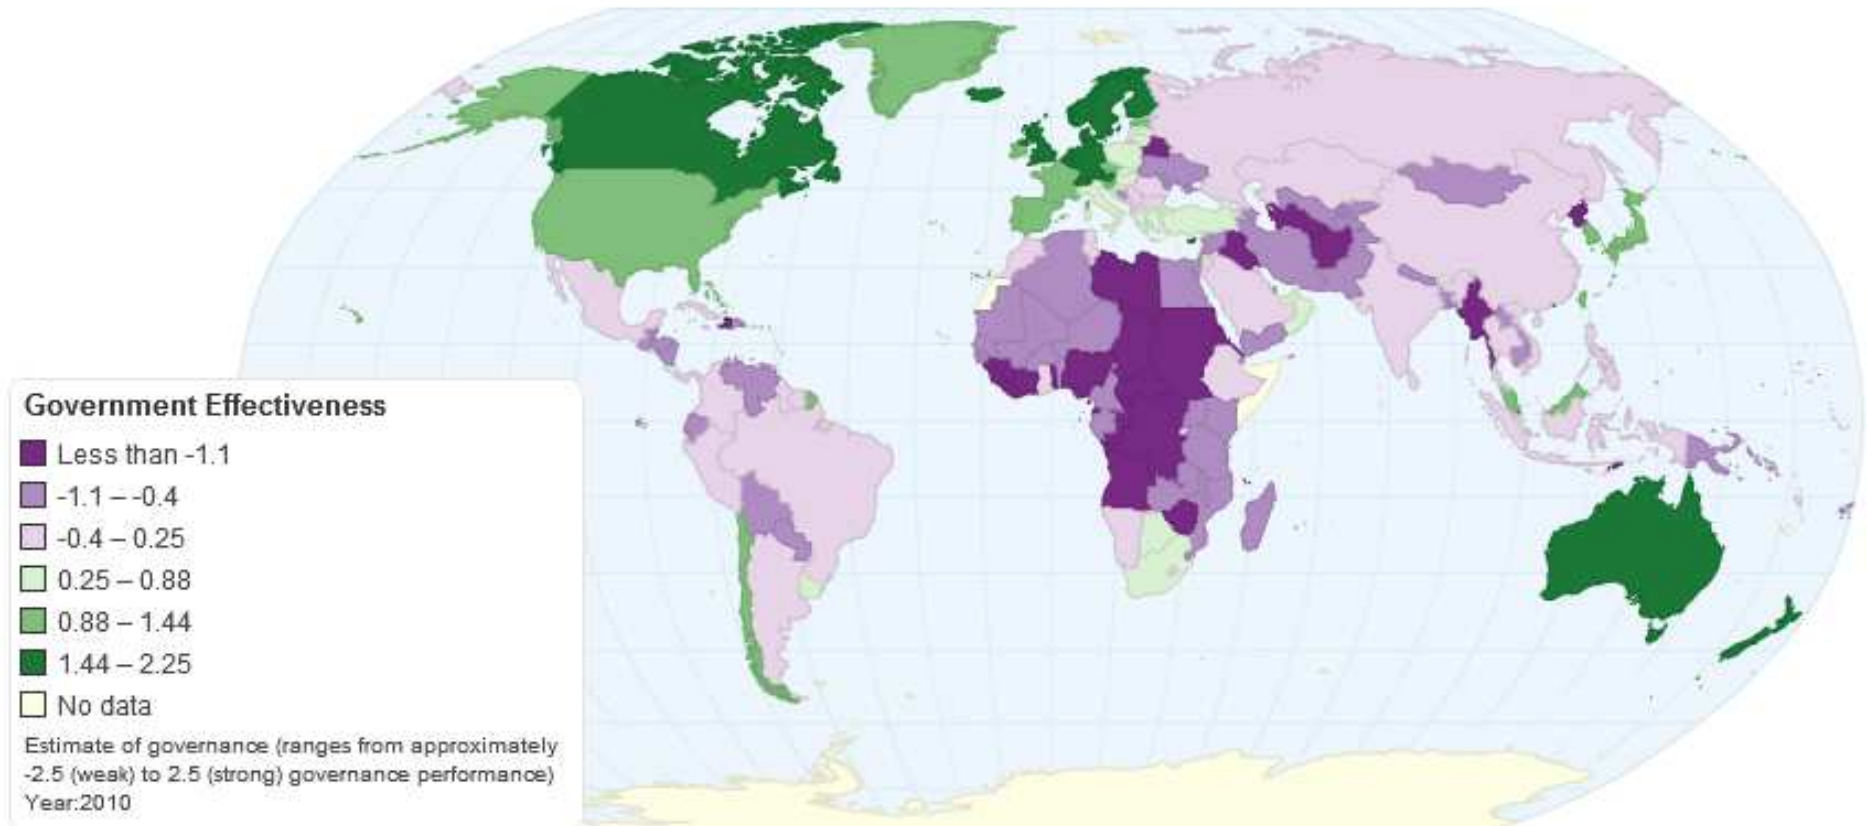 Government Effectiveness
Less than -1.1
-1.1 – -0.4
-0.4 – 0.25
0.25 – 0.88
0.88 – 1.44
1.44 – 2.25
No data
Estimate of governance (ranges from approximately
-2.5 (weak) to 2.5 (strong) governance performance)
Year:2010